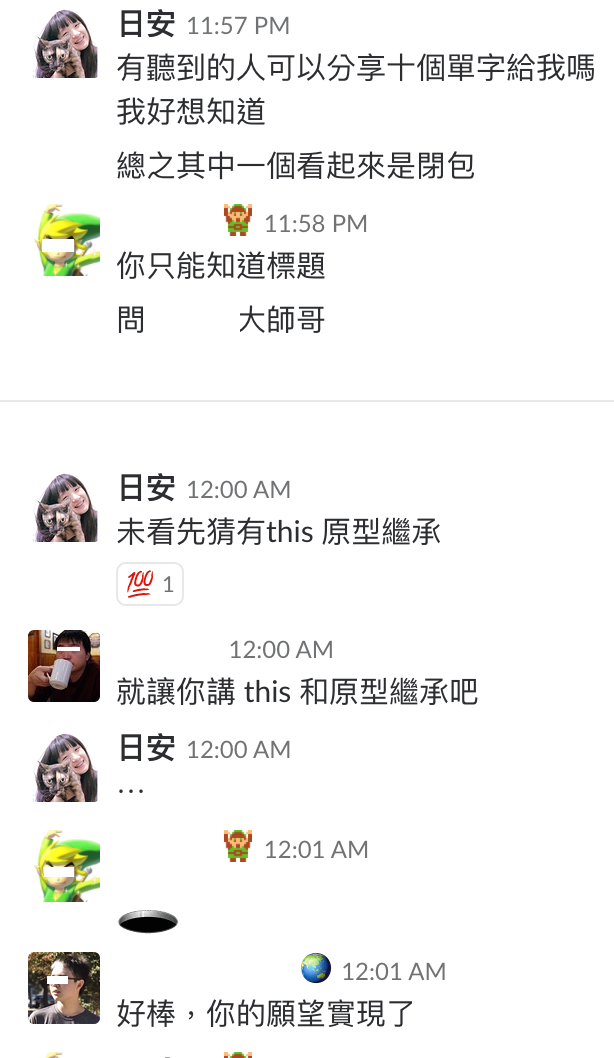 日安 11:57 PM
有聽到的人可以分享十個單字給我嗎
我好想知道
總之其中一個看起來是閉包
11:58 PM
你只能知道標題
問 大師哥
日安 12:00 AM
未看先猜有this 原型繼承
💯 1
12:00 AM
就讓你講 this 和原型繼承吧
日安 12:00 AM
...
12:01 AM
12:01 AM
好棒，你的願望實現了